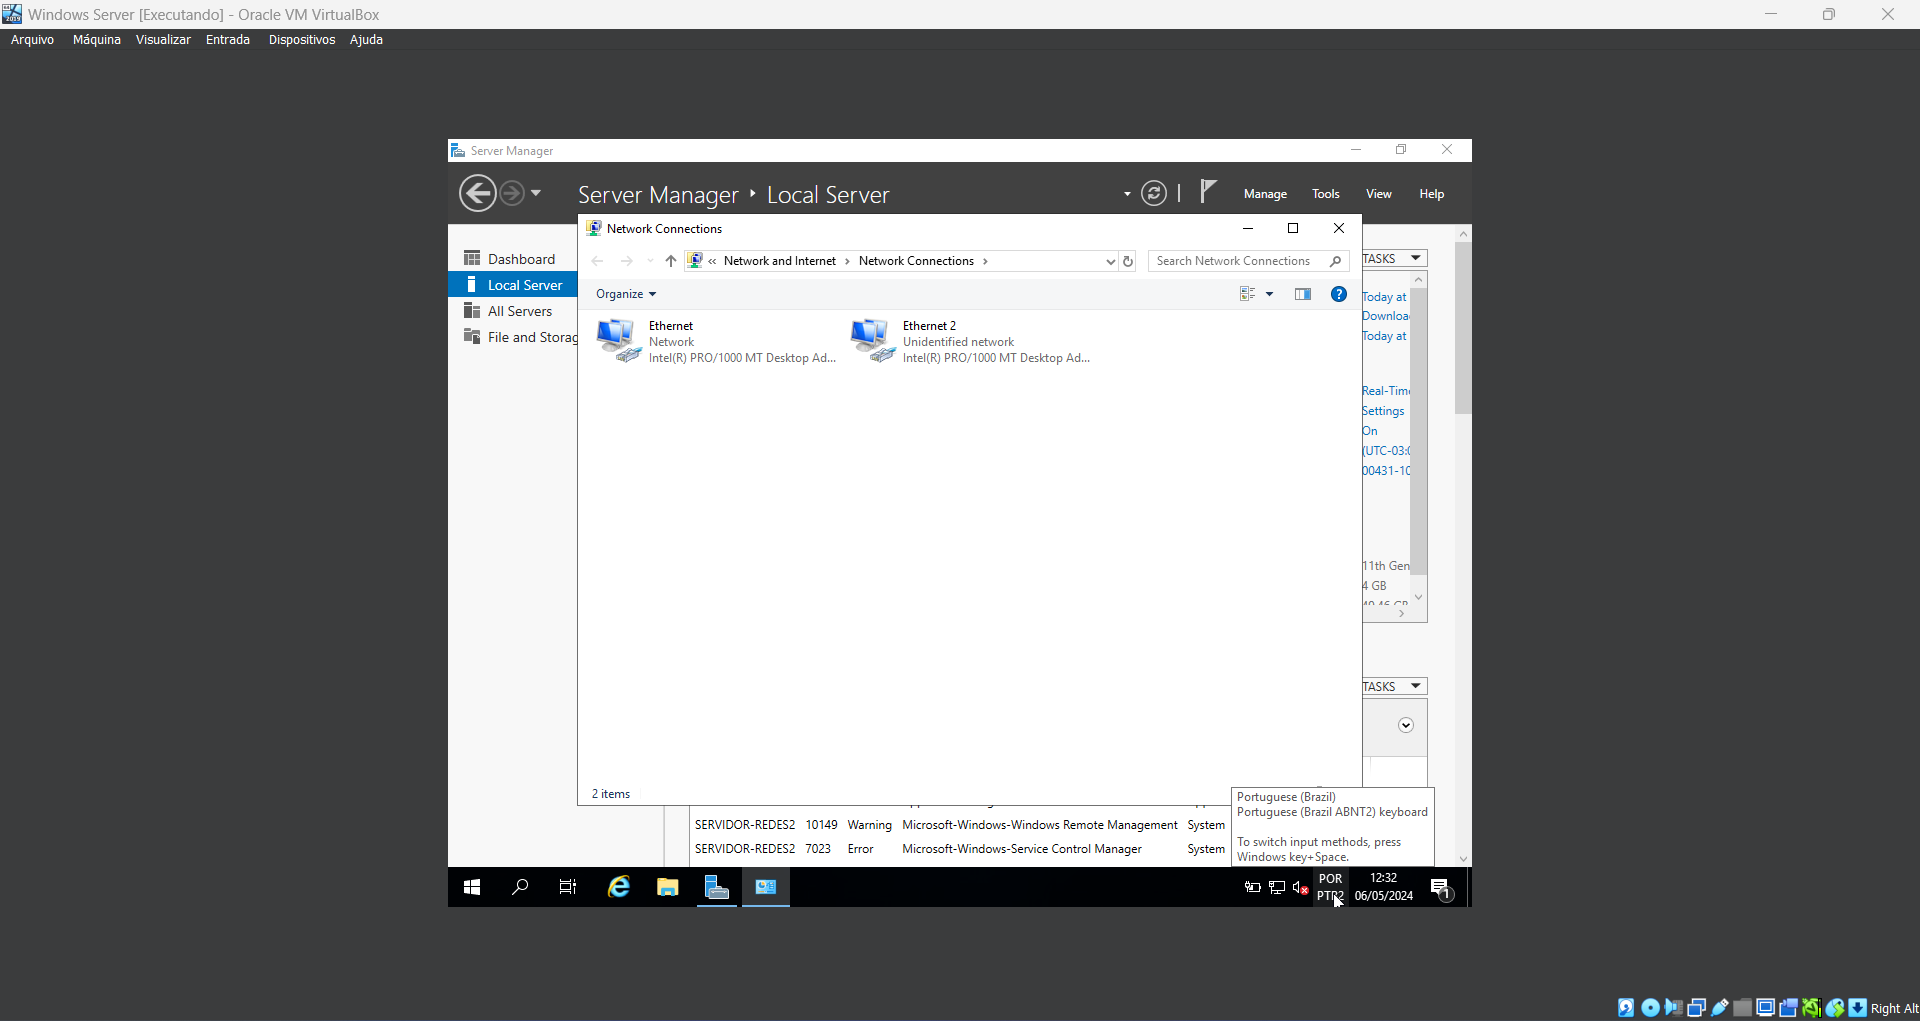 Windows Server [Executando] - Oracle VM VirtualBox
Arquivo Máquina Visualizar Entrada Dispositivos Ajuda
Server Manager
Server Manager ‣ Local Server
Manage Tools View Help
Network Connections
« Network and Internet › Network Connections ›
Search Network Connections
TASKS
Dashboard
Local Server
All Servers
File and Storag
Organize
Ethernet
Network
Intel(R) PRO/1000 MT Desktop Ad...
Ethernet 2
Unidentified network
Intel(R) PRO/1000 MT Desktop Ad...
Today at
Downloa
Today at
Real-Tim
Settings
On
(UTC-03:0
00431-10
11th Gen
4 GB
TASKS
2 items
SERVIDOR-REDES2 10149 Warning Microsoft-Windows-Windows Remote Management System
SERVIDOR-REDES2 7023 Error Microsoft-Windows-Service Control Manager System
Portuguese (Brazil)
Portuguese (Brazil ABNT2) keyboard
To switch input methods, press
Windows key+Space.
POR
PTB2
12:32
06/05/2024
1
Right Alt